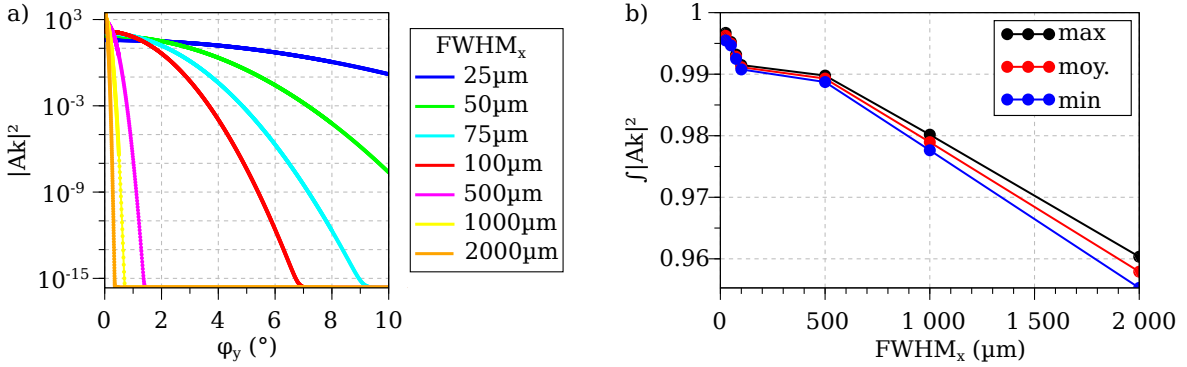 a)
10³
10⁻³
10⁻⁹
10⁻¹⁵
|Ak|²
0 2 4 6 8 10
φ_y (°)
FWHMₓ
25µm
50µm
75µm
100µm
500µm
1000µm
2000µm
b)
0.99
0.98
0.97
0.96
∫|Ak|²
0 500 1 000 1 500 2 000
FWHMₓ (µm)
max
moy.
min